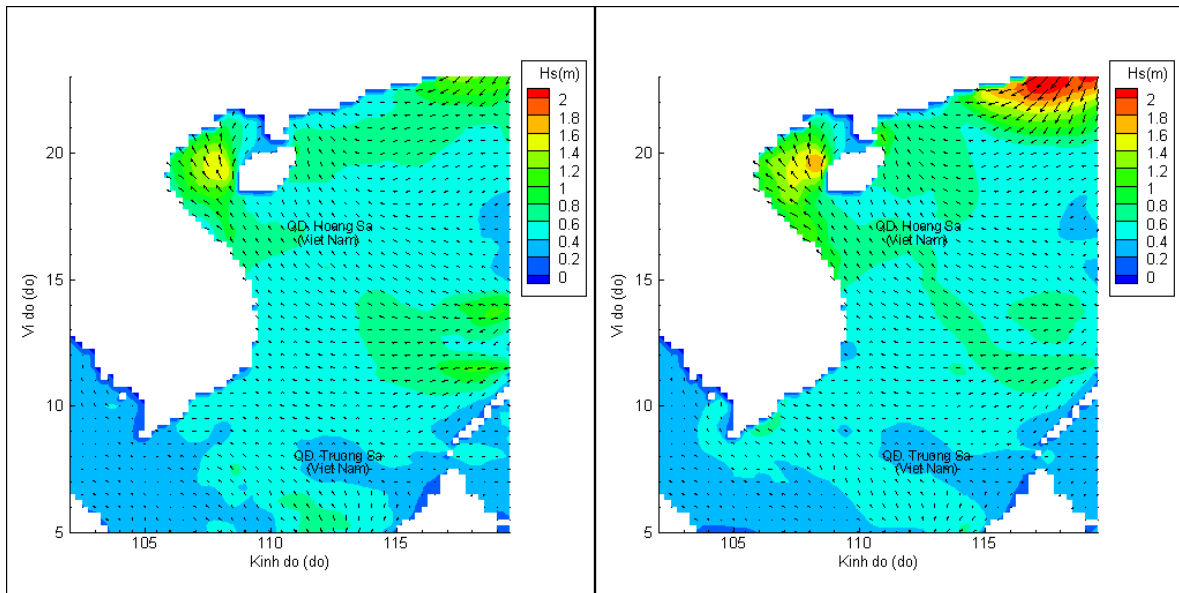 Hs(m)
2
1.8
1.6
1.4
1.2
1
0.8
0.6
0.4
0.2
0
20
15
10
5
Vi do (do)
105
110
115
Kinh do (do)
QD. Hoang Sa
(Viet Nam)
QD. Truong Sa
(Viet Nam)
Hs(m)
2
1.8
1.6
1.4
1.2
1
0.8
0.6
0.4
0.2
0
20
15
10
5
Vi do (do)
105
110
115
Kinh do (do)
QD. Hoang Sa
(Viet Nam)
QD. Truong Sa
(Viet Nam)